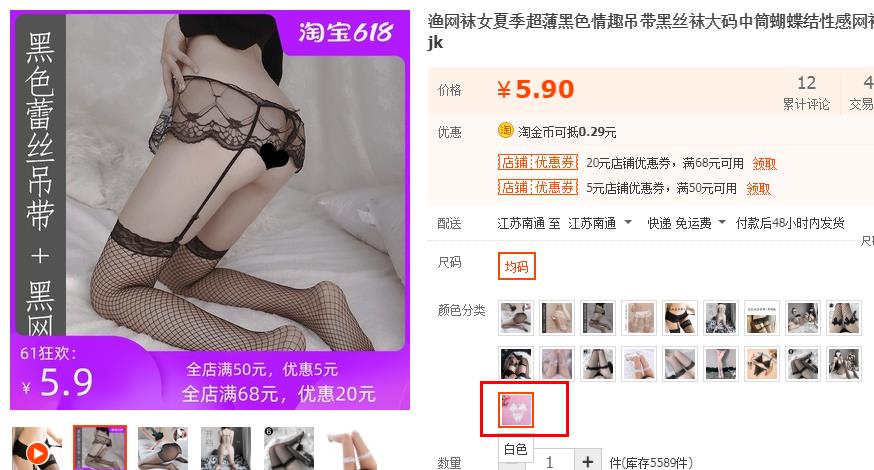 淘宝618
黑色蕾丝吊带 + 黑网
61狂欢：
¥ 5.9
全店满50元，优惠5元
全店满68元，优惠20元
渔网袜女夏季超薄黑色情趣吊带黑丝袜大码中筒蝴蝶结性感网袜
jk
价格
¥5.90
12
累计评论
4
交易
优惠
淘 淘金币可抵0.29元
店铺 优惠券 20元店铺优惠券，满68元可用 领取
店铺 优惠券 5元店铺优惠券，满50元可用 领取
配送
江苏南通 至 江苏南通 快递 免运费 付款后48小时内发货
尺
尺码
均码
颜色分类
白色
数量
1 + 件(库存5589件)